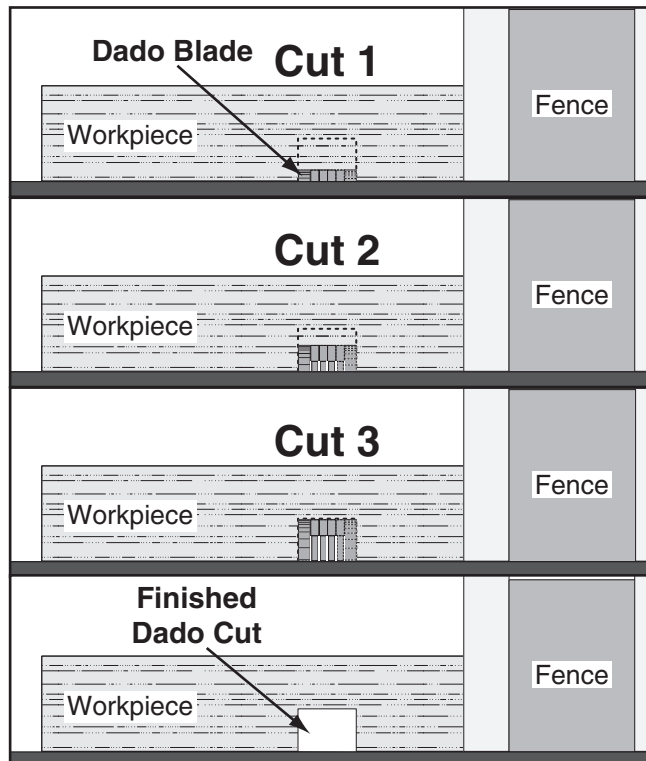 Dado Blade
Cut 1
Workpiece
Fence
Cut 2
Workpiece
Fence
Cut 3
Workpiece
Fence
Finished
Dado Cut
Workpiece
Fence